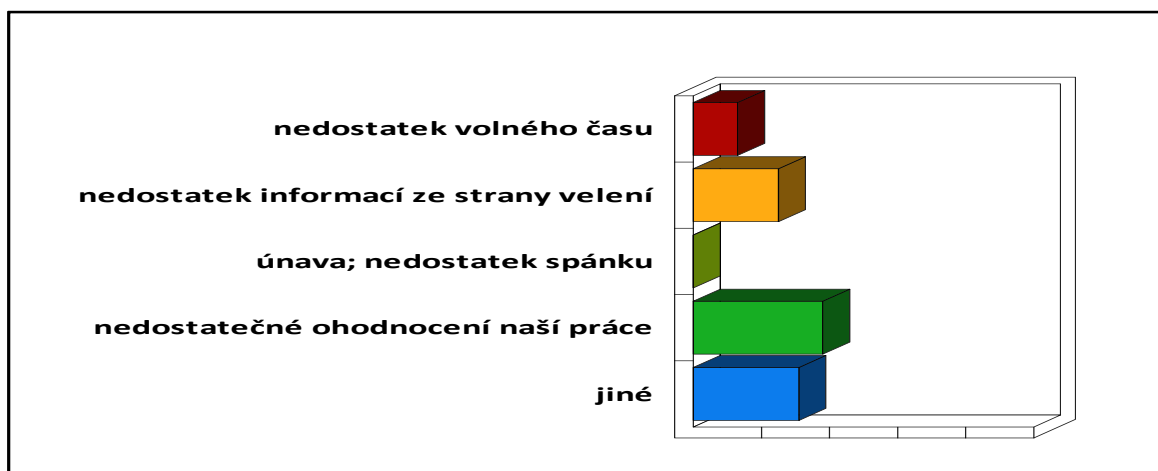 nedostatek volného času
nedostatek informací ze strany velení
únava; nedostatek spánku
nedostatečné ohodnocení naší práce
jiné